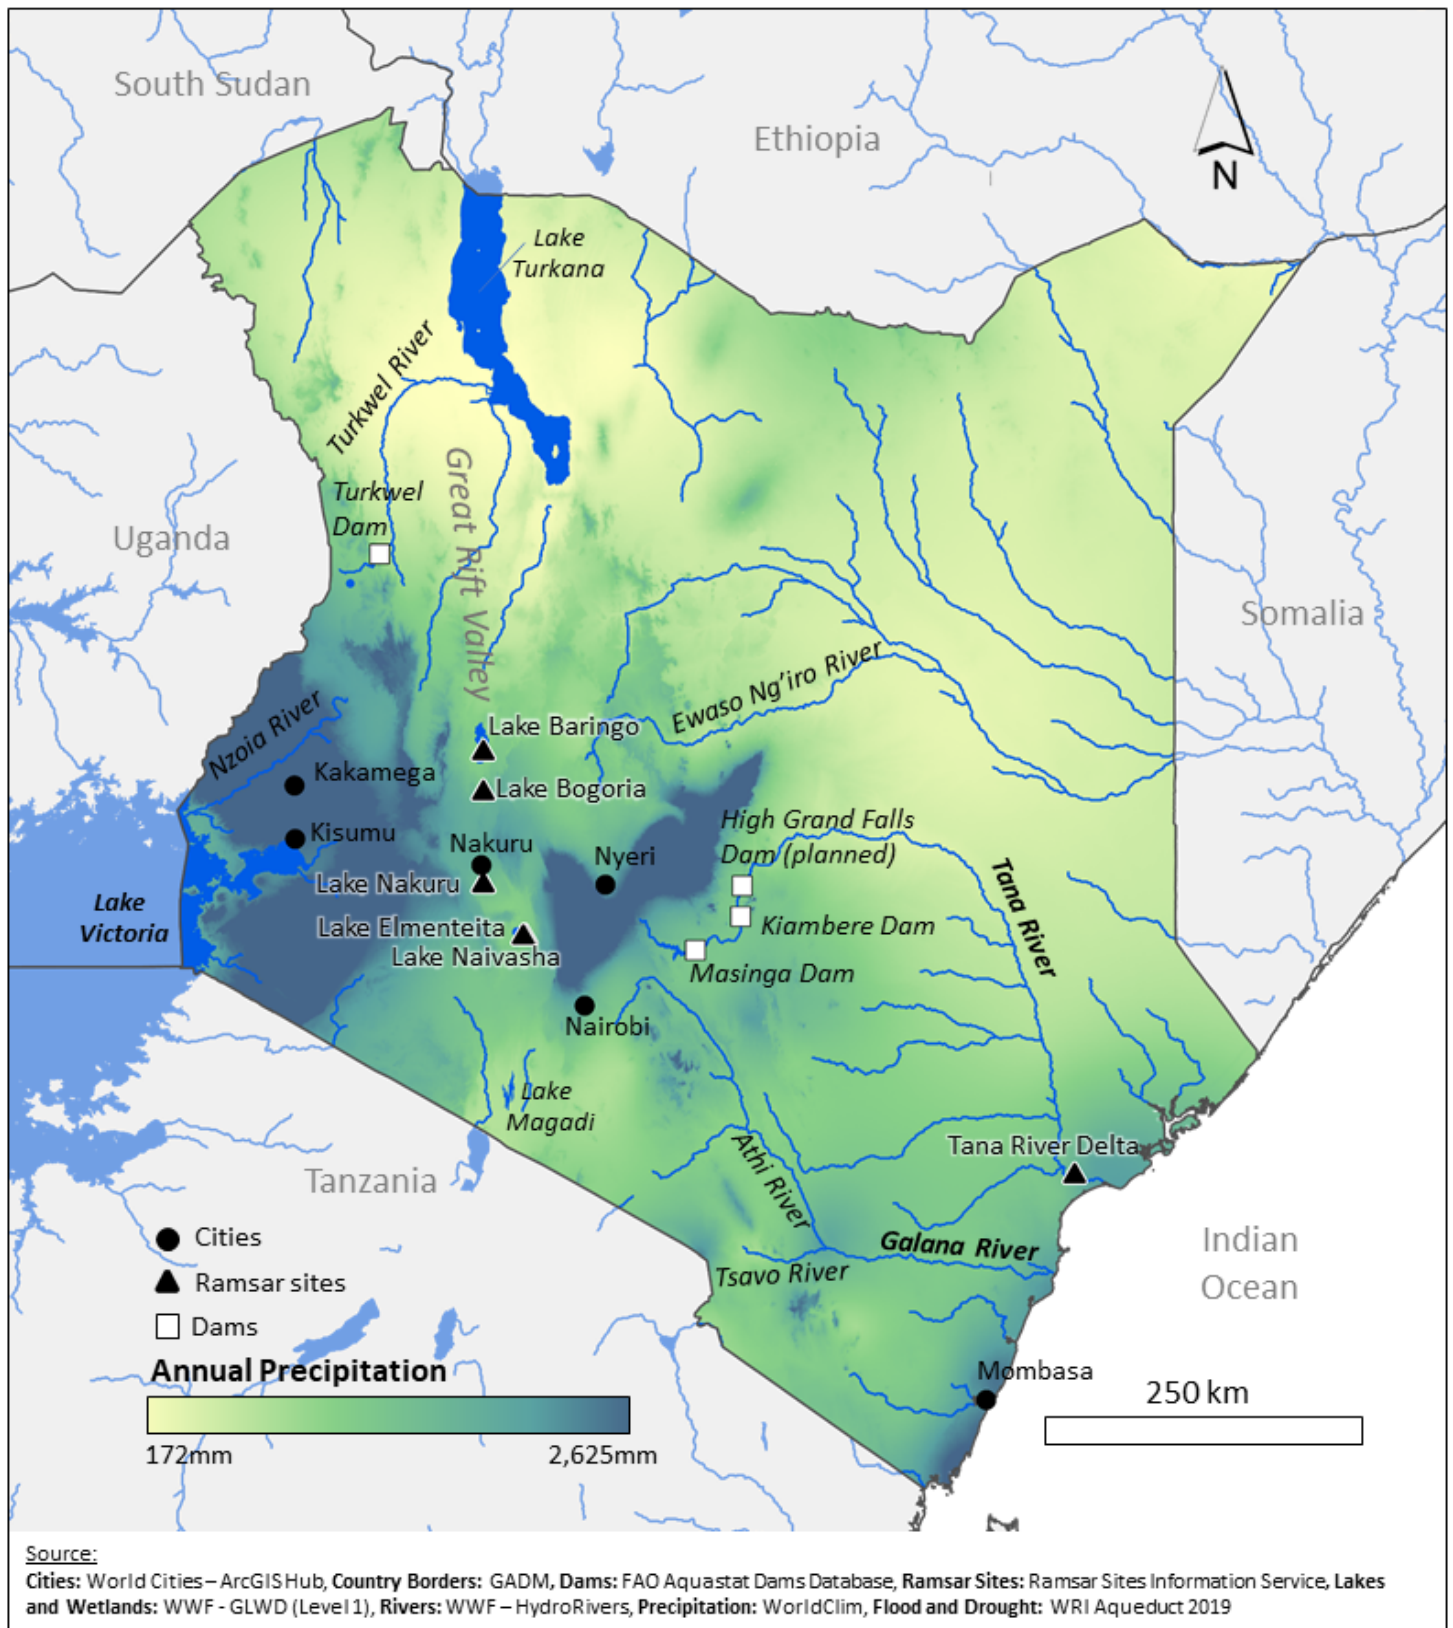 South Sudan
Ethiopia
N
Lake
Turkana
Turkwel River
Great Rift Valley
Turkwel
Dam
Uganda
Somalia
Ewaso Ng'iro River
Nzoia River
Lake Baringo
Kakamega
Lake Bogoria
High Grand Falls
Dam (planned)
Kisumu
Nakuru
Nyeri
Lake Nakuru
Tana River
Lake
Victoria
Lake Elmenteita
Kiambere Dam
Lake Naivasha
Masinga Dam
Nairobi
Lake
Magadi
Tana River Delta
Athi River
Tanzania
Cities
Galana River
Indian
Ocean
Tsavo River
Ramsar sites
Dams
Annual Precipitation
Mombasa
250 km
172mm
2,625mm
Source:
Cities: World Cities – ArcGIS Hub, Country Borders: GADM, Dams: FAO Aquastat Dams Database, Ramsar Sites: Ramsar Sites Information Service, Lakes
and Wetlands: WWF - GLWD (Level 1), Rivers: WWF – HydroRivers, Precipitation: WorldClim, Flood and Drought: WRI Aqueduct 2019